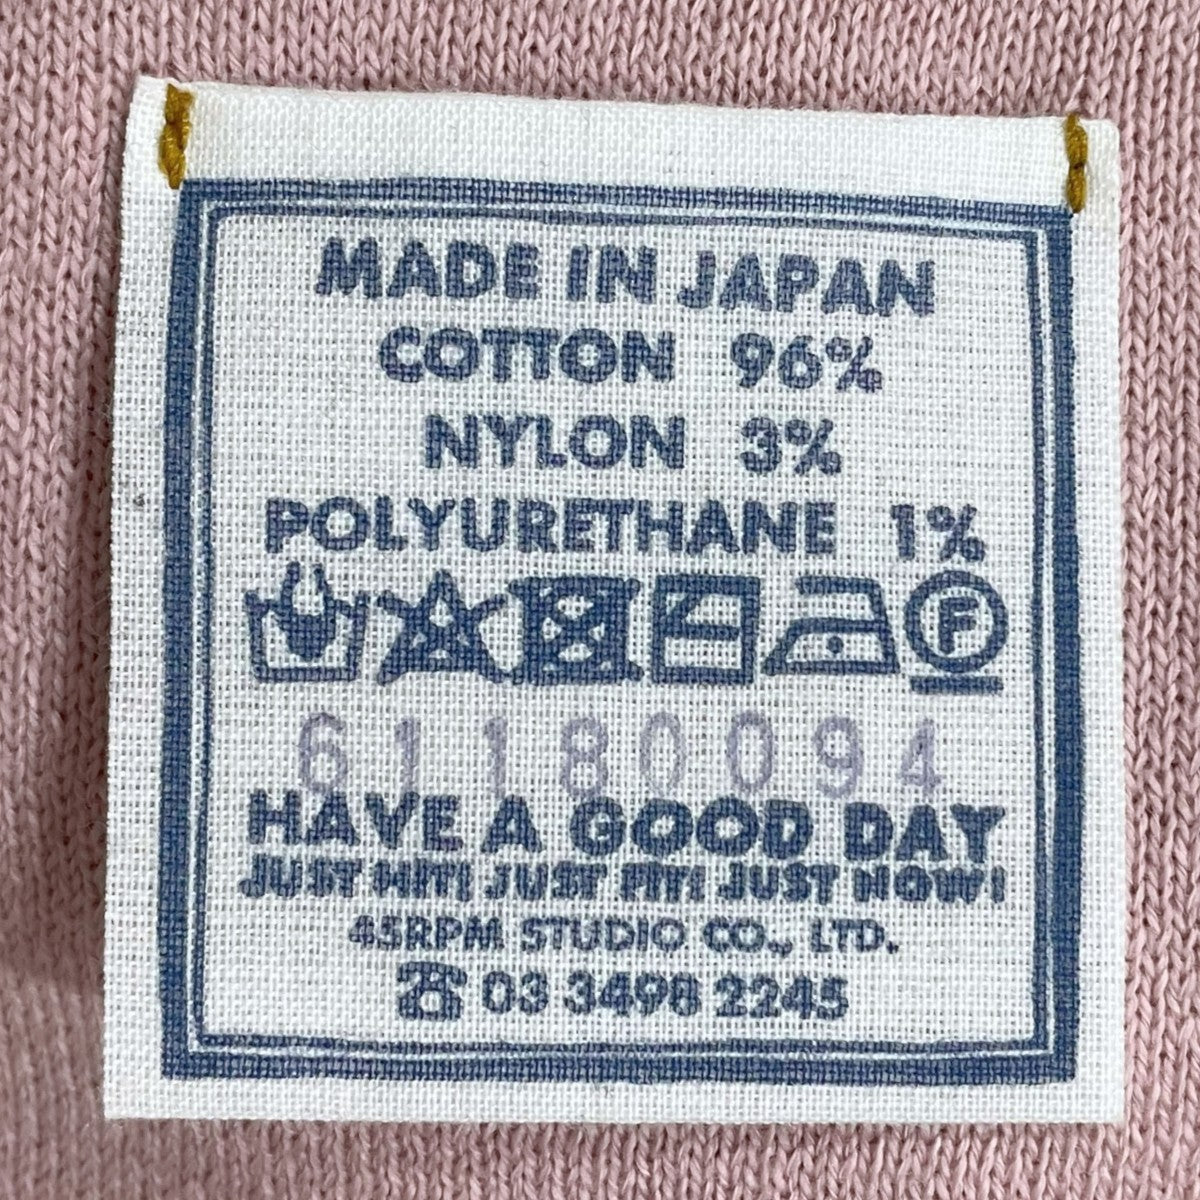 MADE IN JAPAN
COTTON 96%
NYLON 3%
POLYURETHANE 1%
F
61180094
HAVE A GOOD DAY
JUST HIT! JUST FIT! JUST NOW!
45RPM STUDIO CO., LTD.
☎ 03 3498 2245